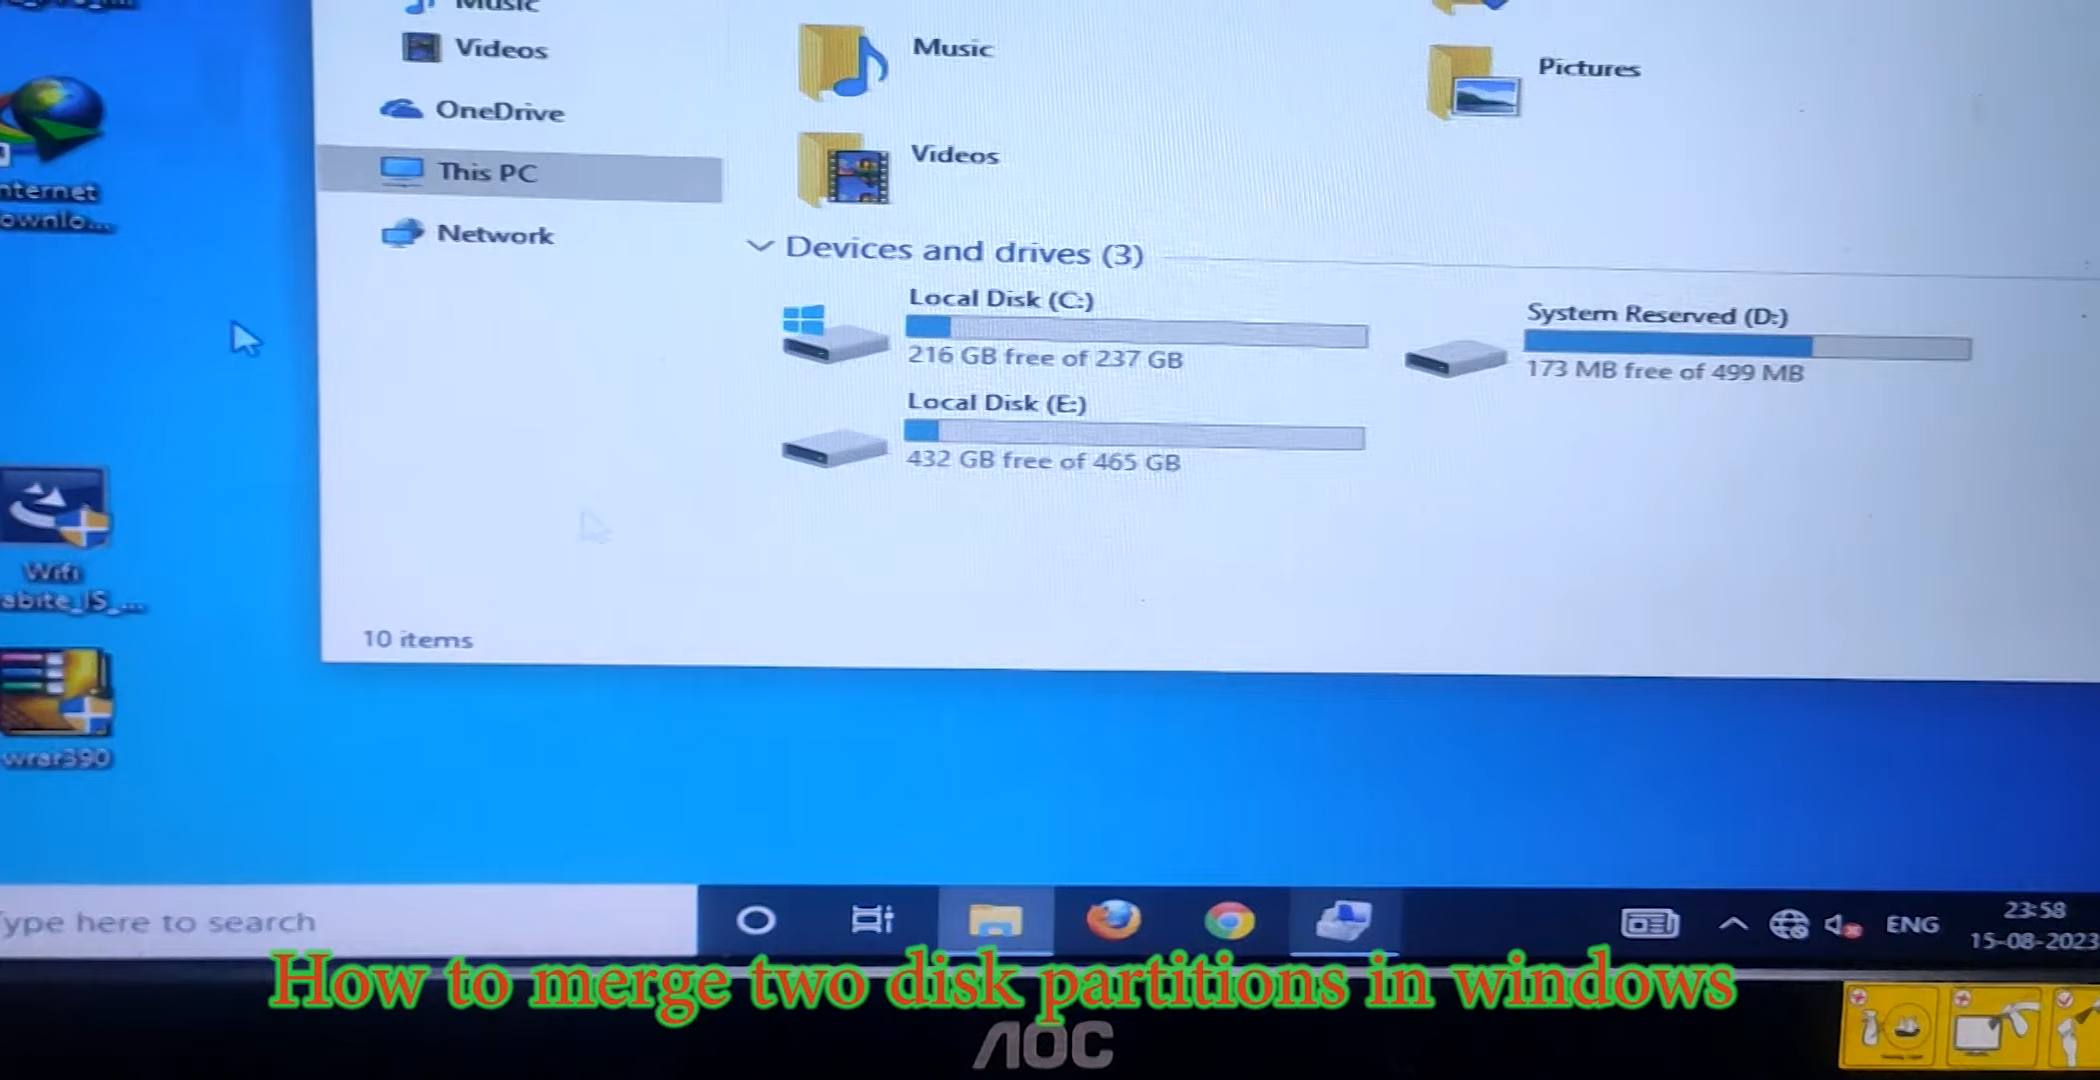 Music
Videos
OneDrive
This PC
Network
Music
Pictures
Videos
Devices and drives (3)
Local Disk (C:)
216 GB free of 237 GB
System Reserved (D:)
173 MB free of 499 MB
Local Disk (E:)
432 GB free of 465 GB
10 items
nternet
ownlo...
Wifi
abite_JS_...
wrar390
ype here to search
ENG
23:58
15-08-2023
How to merge two disk partitions in windows
AOC